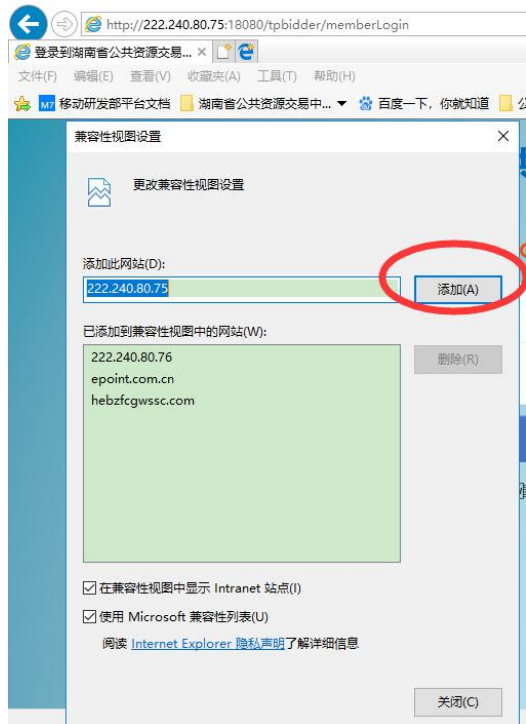 http://222.240.80.75:18080/tpbidder/memberLogin
登录到湖南省公共资源交易...
文件(F) 编辑(E) 查看(V) 收藏夹(A) 工具(T) 帮助(H)
M7 移动研发部平台文档 湖南省公共资源交易中... 百度一下，你就知道
兼容性视图设置
更改兼容性视图设置
添加此网站(D):
222.240.80.75 添加(A)
已添加到兼容性视图中的网站(W):
222.240.80.76 删除(R)
epoint.com.cn
hebzfcgwssc.com
在兼容性视图中显示 Intranet 站点(I)
使用 Microsoft 兼容性列表(U)
阅读 Internet Explorer 隐私声明了解详细信息
关闭(C)